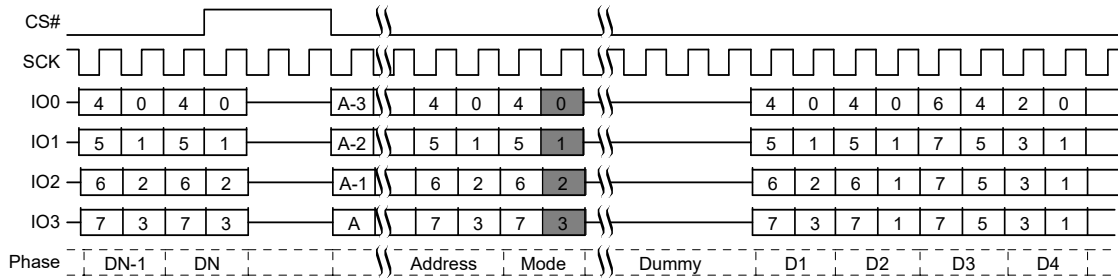 CS#
SCK
IO0 4 0 4 0 A-3 4 0 4 0 4 0 4 0 6 4 2 0
IO1 5 1 5 1 A-2 5 1 5 1 5 1 5 1 7 5 3 1
IO2 6 2 6 2 A-1 6 2 6 2 6 2 6 1 7 5 3 1
IO3 7 3 7 3 A 7 3 7 3 7 3 7 1 7 5 3 1
Phase DN-1 DN Address Mode Dummy D1 D2 D3 D4